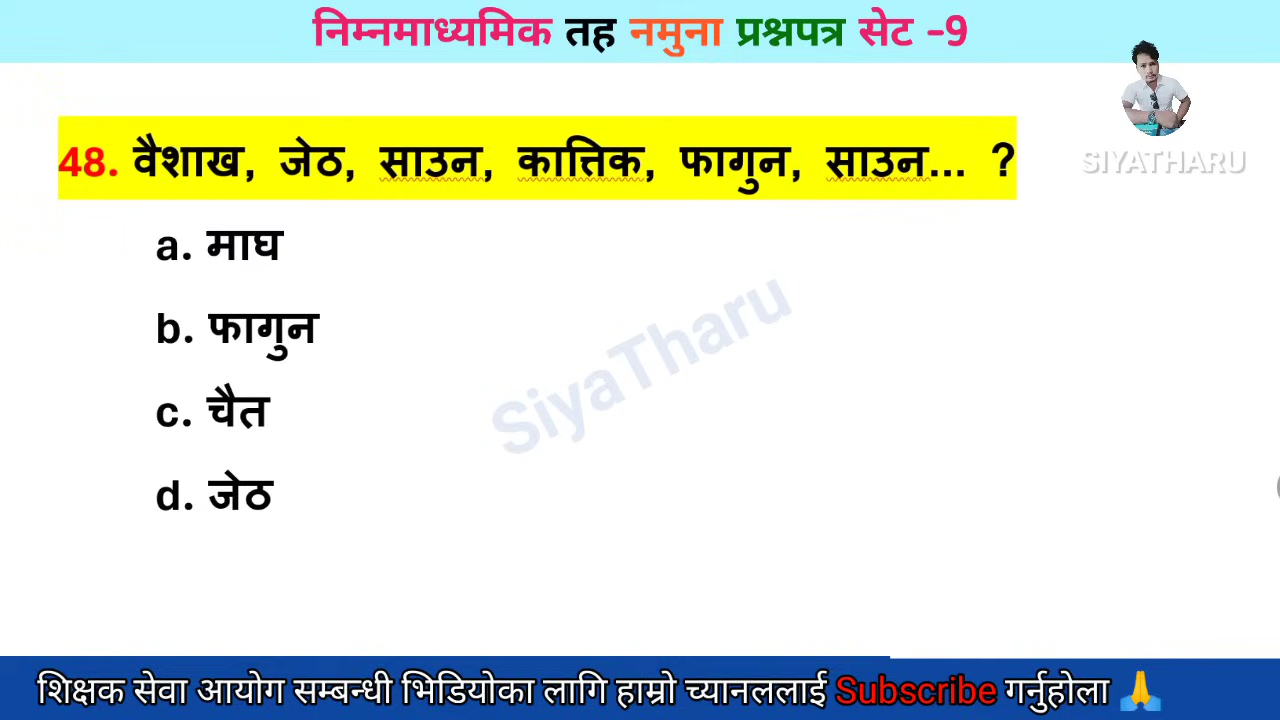 निम्नमाध्यमिक तह नमुना प्रश्नपत्र सेट -9
SIYATHARU
48. वैशाख, जेठ, साउन, कात्तिक, फागुन, साउन... ?
a. माघ
b. फागुन
SiyaTharu
c. चैत
d. जेठ
शिक्षक सेवा आयोग सम्बन्धी भिडियोका लागि हाम्रो च्यानललाई Subscribe गर्नुहोला 🙏